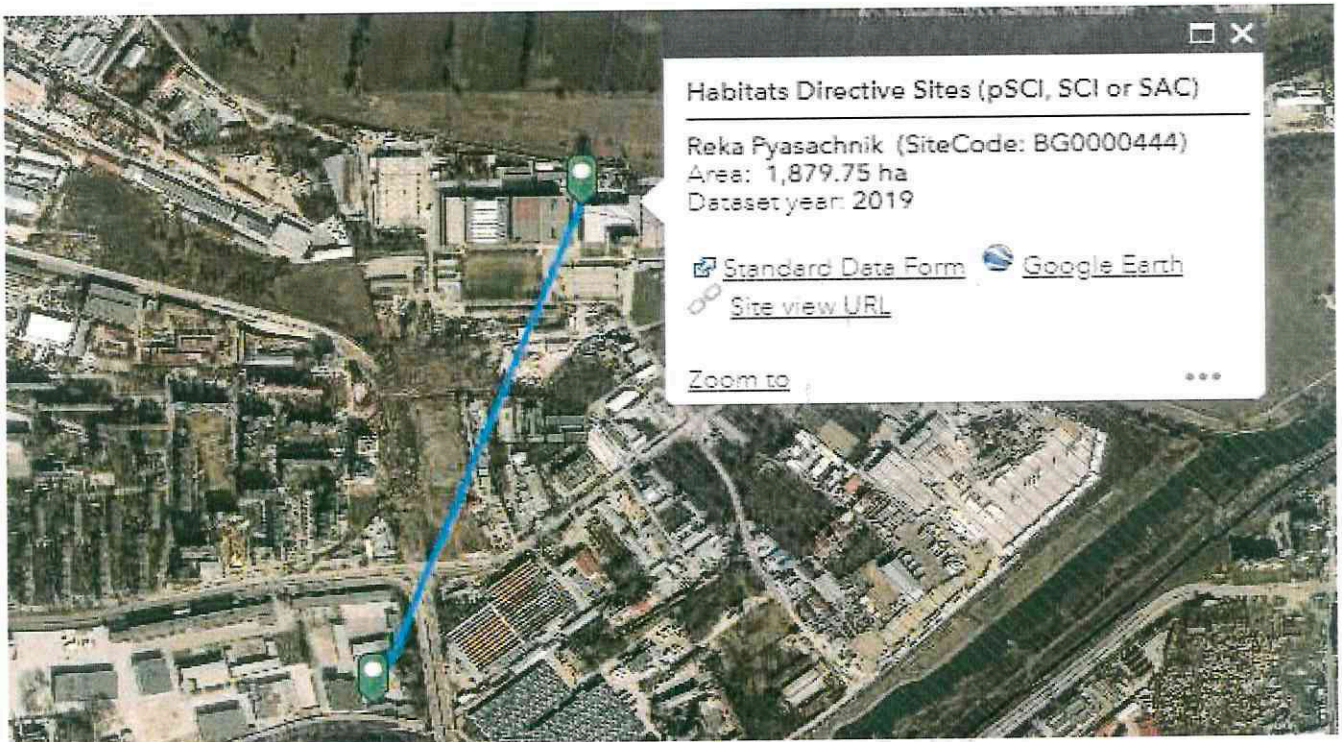 Habitats Directive Sites (pSCI, SCI or SAC)
Reka Pyasachnik (SiteCode: BG0000444)
Area: 1,879.75 ha
Dataset year: 2019
Standard Data Form Google Earth
Site view URL
Zoom to